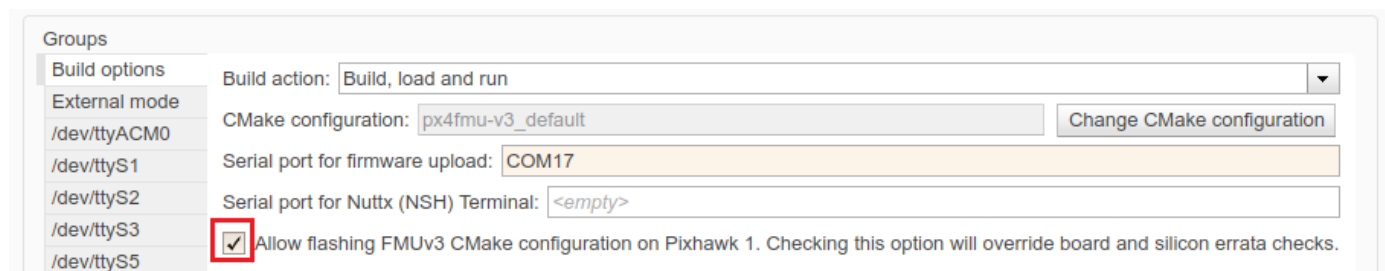 Groups
Build options
External mode
/dev/ttyACM0
/dev/ttyS1
/dev/ttyS2
/dev/ttyS3
/dev/ttyS5
Build action: Build, load and run
CMake configuration: px4fmu-v3_default Change CMake configuration
Serial port for firmware upload: COM17
Serial port for Nuttx (NSH) Terminal: <empty>
Allow flashing FMUv3 CMake configuration on Pixhawk 1. Checking this option will override board and silicon errata checks.